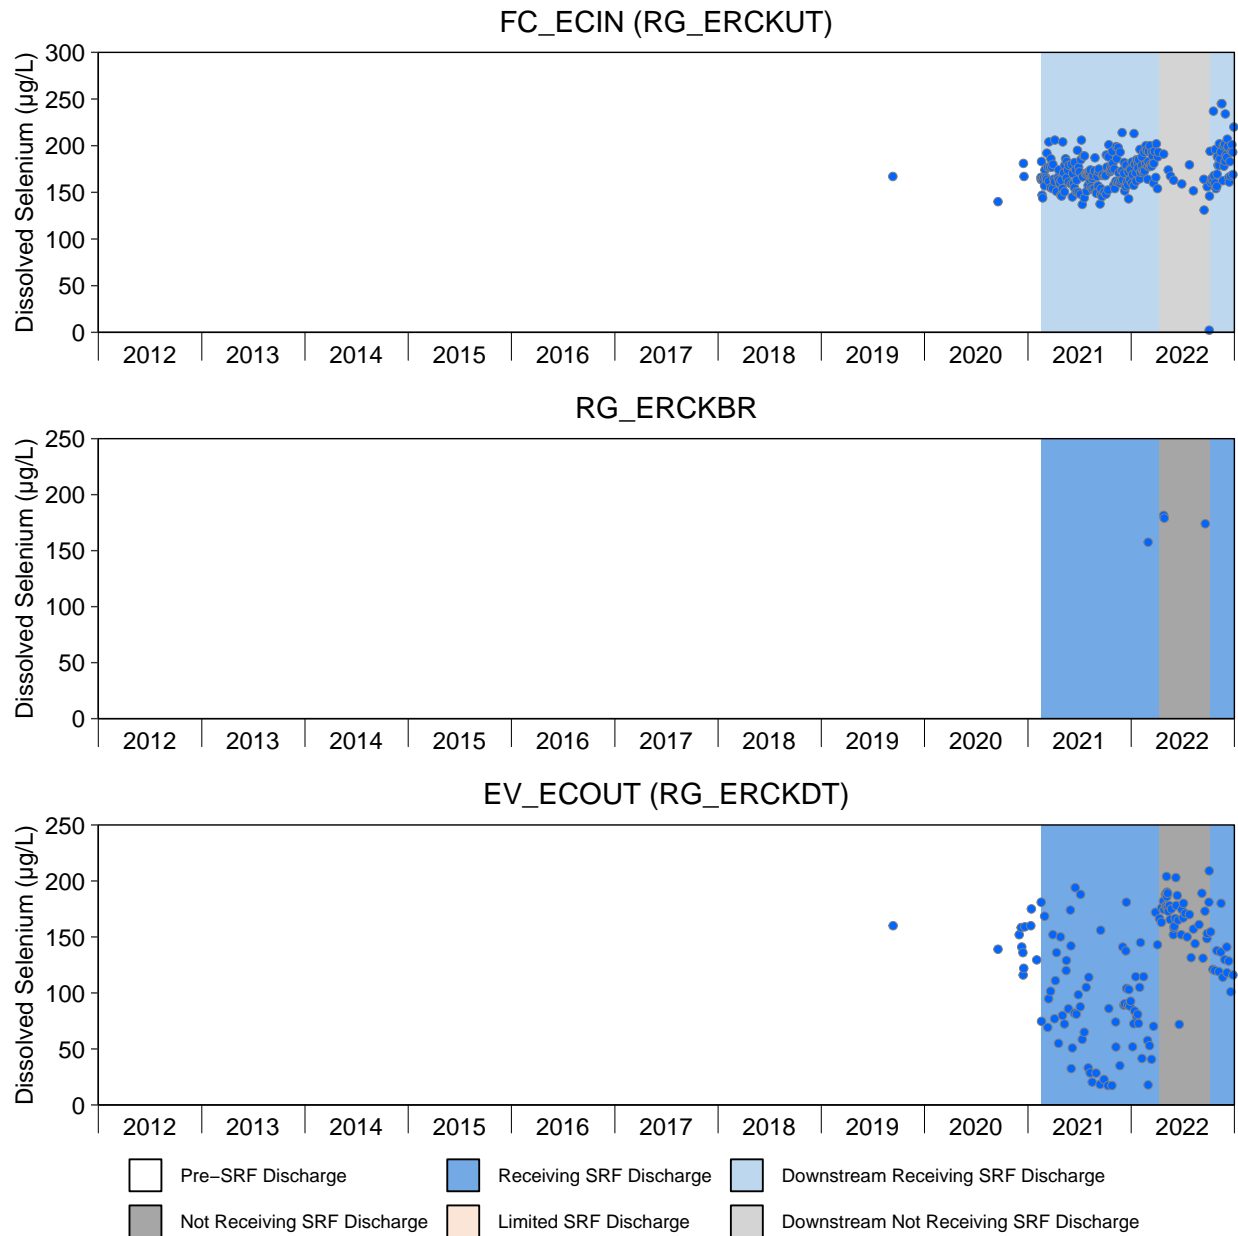 FC_ECIN (RG_ERCKUT)
Dissolved Selenium (µg/L)
300
250
200
150
100
50
0
2012 2013 2014 2015 2016 2017 2018 2019 2020 2021 2022
RG_ERCKBR
Dissolved Selenium (µg/L)
250
200
150
100
50
0
2012 2013 2014 2015 2016 2017 2018 2019 2020 2021 2022
EV_ECOUT (RG_ERCKDT)
Dissolved Selenium (µg/L)
250
200
150
100
50
0
2012 2013 2014 2015 2016 2017 2018 2019 2020 2021 2022
Pre−SRF Discharge Receiving SRF Discharge Downstream Receiving SRF Discharge
Not Receiving SRF Discharge Limited SRF Discharge Downstream Not Receiving SRF Discharge